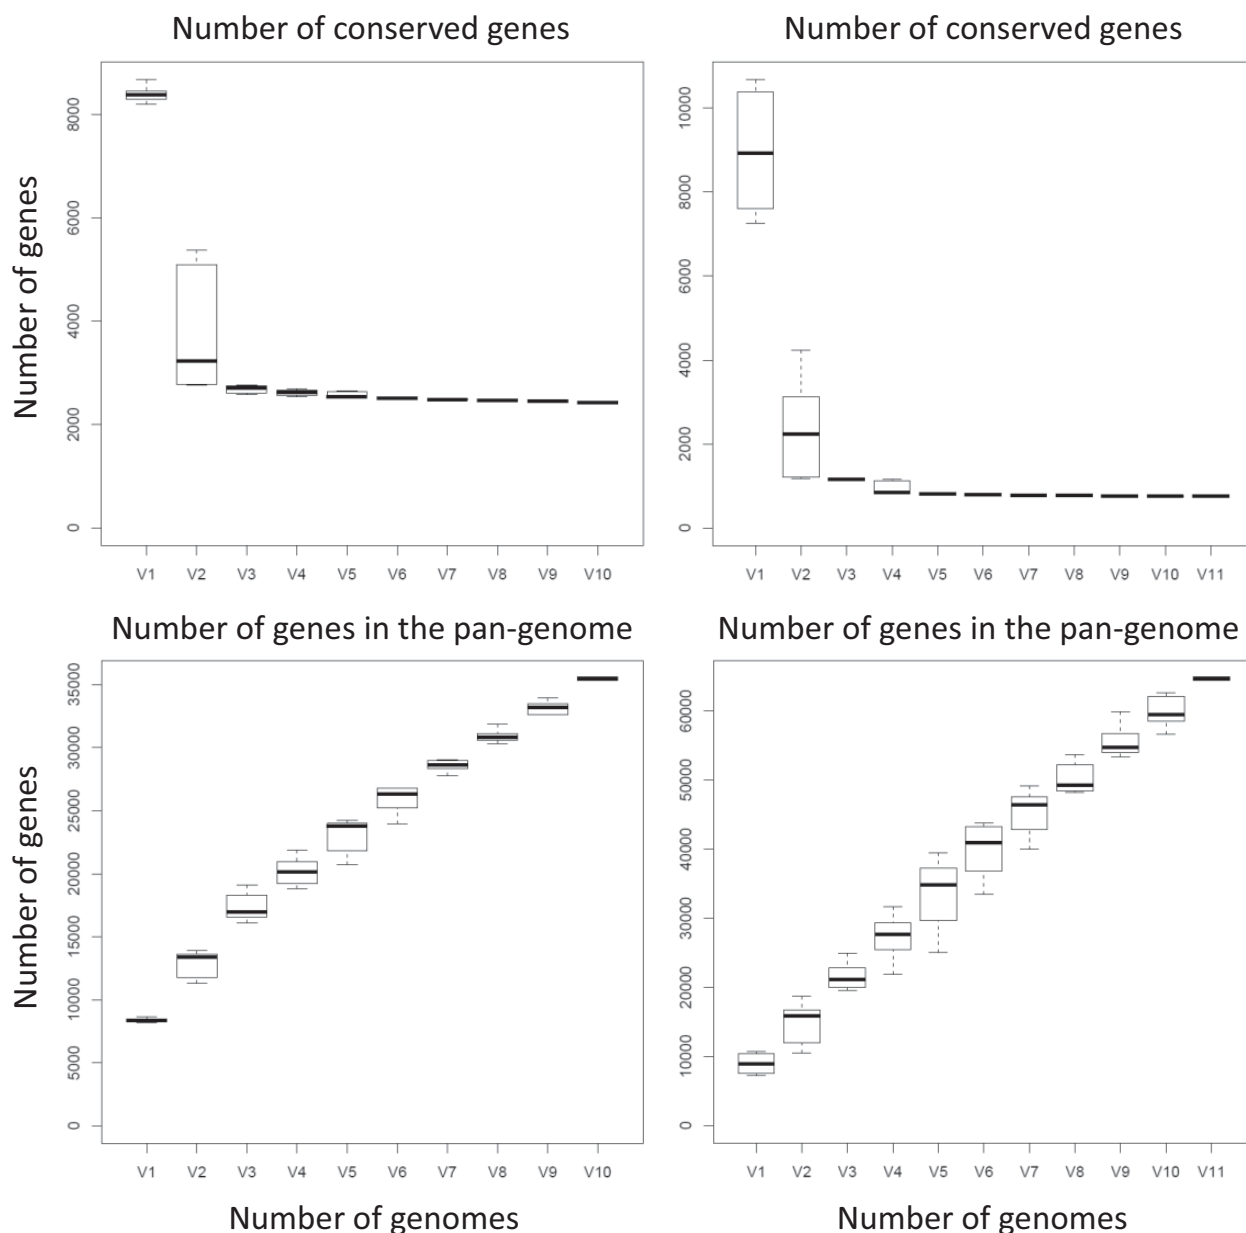 Number of conserved genes
Number of genes
8000
6000
4000
2000
0
V1 V2 V3 V4 V5 V6 V7 V8 V9 V10
Number of conserved genes
10000
8000
6000
4000
2000
0
V1 V2 V3 V4 V5 V6 V7 V8 V9 V10 V11
Number of genes in the pan-genome
Number of genes
35000
30000
25000
20000
15000
10000
5000
0
V1 V2 V3 V4 V5 V6 V7 V8 V9 V10
Number of genomes
Number of genes in the pan-genome
60000
50000
40000
30000
20000
10000
0
V1 V2 V3 V4 V5 V6 V7 V8 V9 V10 V11
Number of genomes